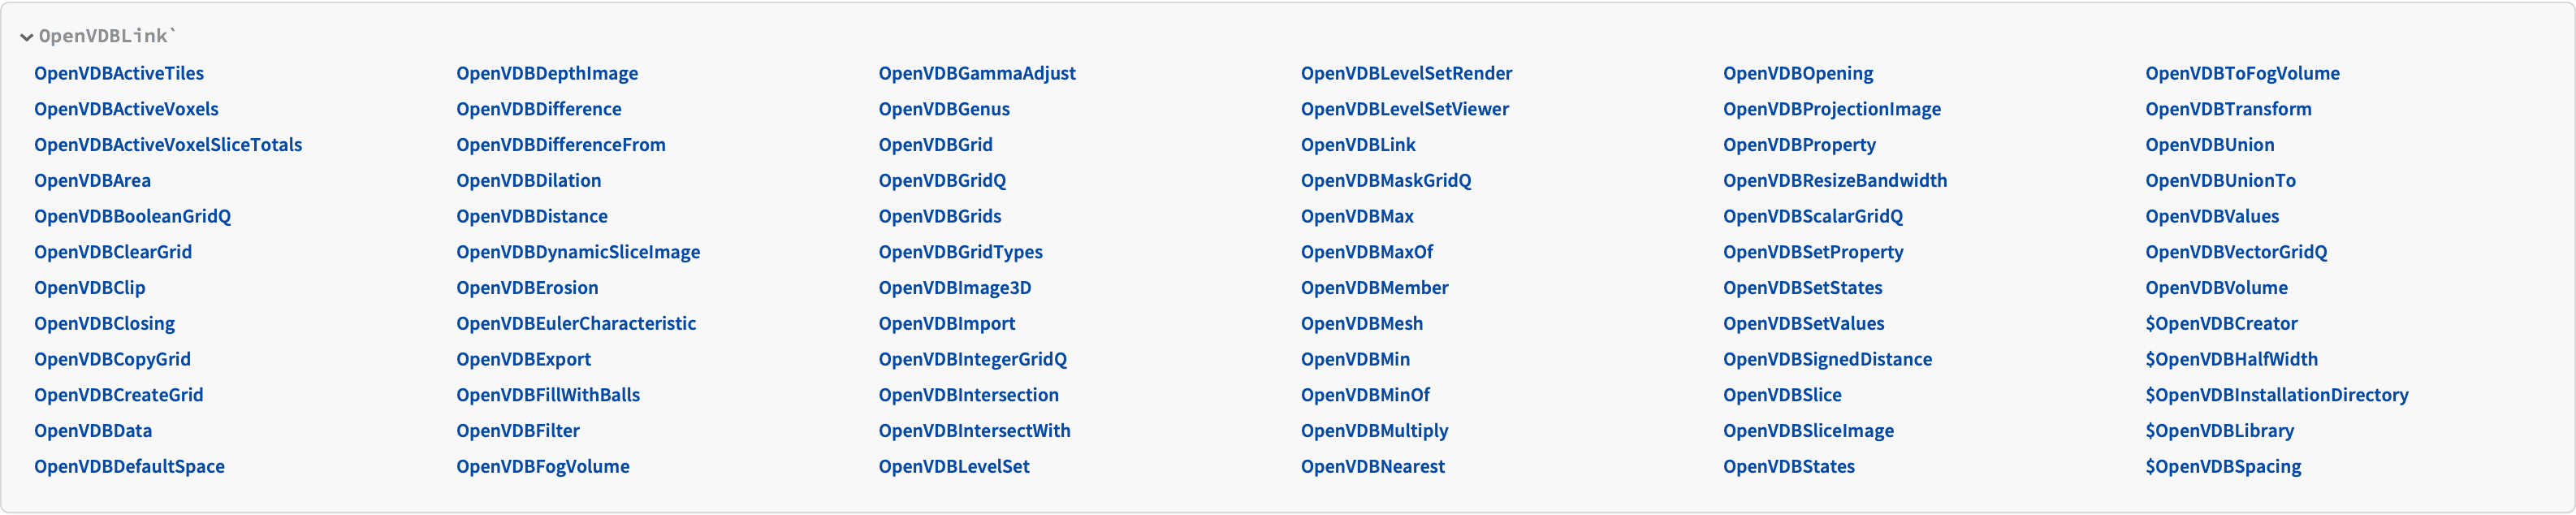 OpenVDBLink`
OpenVDBActiveTiles OpenVDBDepthImage OpenVDBGammaAdjust OpenVDBLevelSetRender OpenVDBOpening OpenVDBToFogVolume
OpenVDBActiveVoxels OpenVDBDifference OpenVDBGenus OpenVDBLevelSetViewer OpenVDBProjectionImage OpenVDBTransform
OpenVDBActiveVoxelSliceTotals OpenVDBDifferenceFrom OpenVDBGrid OpenVDBLink OpenVDBProperty OpenVDBUnion
OpenVDBArea OpenVDBDilation OpenVDBGridQ OpenVDBMaskGridQ OpenVDBResizeBandwidth OpenVDBUnionTo
OpenVDBBooleanGridQ OpenVDBDistance OpenVDBGrids OpenVDBMax OpenVDBScalarGridQ OpenVDBValues
OpenVDBClearGrid OpenVDBDynamicSliceImage OpenVDBGridTypes OpenVDBMaxOf OpenVDBSetProperty OpenVDBVectorGridQ
OpenVDBClip OpenVDBErosion OpenVDBImage3D OpenVDBMember OpenVDBSetStates OpenVDBVolume
OpenVDBClosing OpenVDBEulerCharacteristic OpenVDBImport OpenVDBMesh OpenVDBSetValues $OpenVDBCreator
OpenVDBCopyGrid OpenVDBExport OpenVDBIntegerGridQ OpenVDBMin OpenVDBSignedDistance $OpenVDBHalfWidth
OpenVDBCreateGrid OpenVDBFillWithBalls OpenVDBIntersection OpenVDBMinOf OpenVDBSlice $OpenVDBInstallationDirectory
OpenVDBData OpenVDBFilter OpenVDBIntersectWith OpenVDBMultiply OpenVDBSliceImage $OpenVDBLibrary
OpenVDBDefaultSpace OpenVDBFogVolume OpenVDBLevelSet OpenVDBNearest OpenVDBStates $OpenVDBSpacing